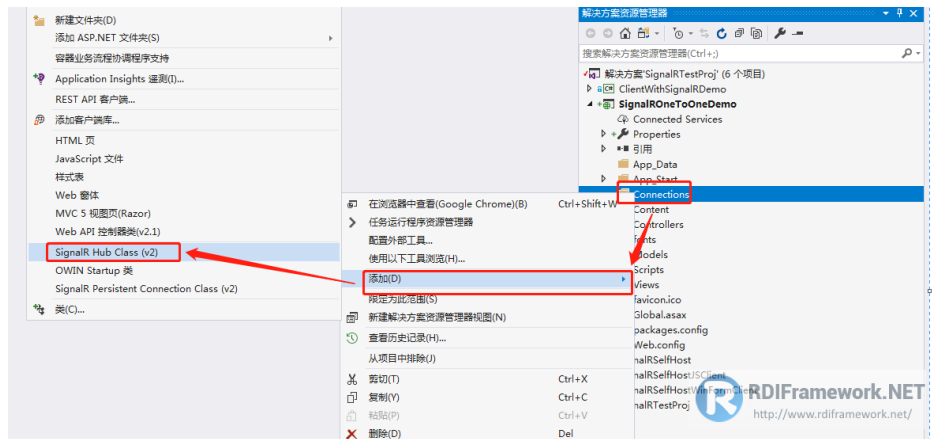 新建文件夹(D)
添加 ASP.NET 文件夹(S)
容器业务流程协调程序支持
Application Insights 遥测(I)...
REST API 客户端...
添加客户端库...
HTML 页
JavaScript 文件
样式表
Web 窗体
MVC 5 视图页(Razor)
Web API 控制器类(v2.1)
SignalR Hub Class (v2)
OWIN Startup 类
SignalR Persistent Connection Class (v2)
类(C)...
在浏览器中查看(Google Chrome)(B) Ctrl+Shift+W
任务运行程序资源管理器
配置外部工具...
使用以下工具浏览(H)...
添加(D)
限定为此范围(S)
新建解决方案资源管理器视图(N)
查看历史记录(H)...
从项目中排除(J)
剪切(T) Ctrl+X
复制(Y) Ctrl+C
粘贴(P) Ctrl+V
删除(D) Del
解决方案资源管理器
搜索解决方案资源管理器(Ctrl+;)
解决方案'SignalRTestProj' (6 个项目)
ClientWithSignalRDemo
SignalROneToOneDemo
Connected Services
Properties
引用
App_Data
App_Start
Connections
Content
Controllers
fonts
Models
Scripts
Views
favicon.ico
Global.asax
packages.config
Web.config
nalRSelfHost
nalRSelfHostJSClient
nalRSelfHostWinFormClient
nalRTestProj
RDIFramework.NET
http://www.rdiframework.net/